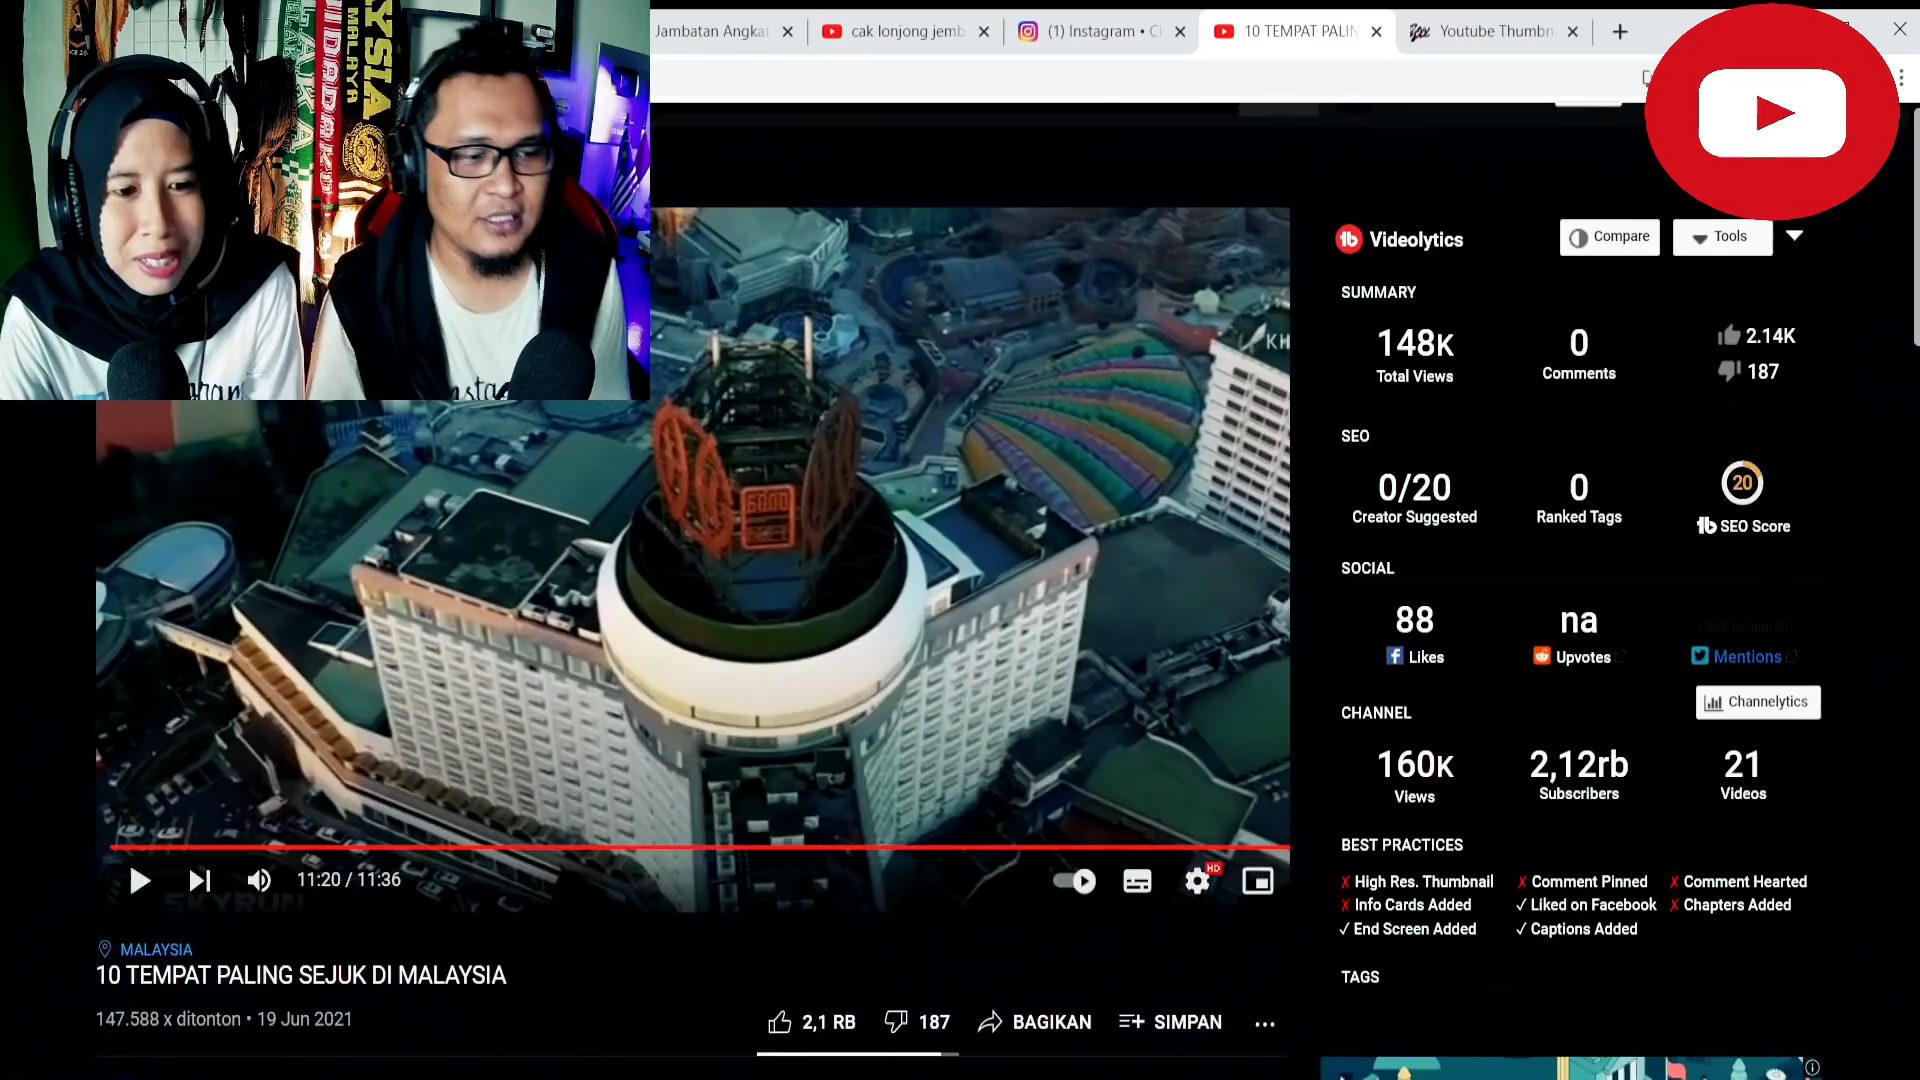 Jambatan Angkat
cak lonjong jemb
(1) Instagram • C
10 TEMPAT PALIN
Youtube Thumbn
YSIA
MALAYA
Videolytics
Compare
Tools
SUMMARY
148K
Total Views
0
Comments
2.14K
187
SEO
0/20
Creator Suggested
0
Ranked Tags
20
SEO Score
SOCIAL
88
Likes
na
Upvotes
Mentions
CHANNEL
Channelytics
160K
Views
2,12rb
Subscribers
21
Videos
BEST PRACTICES
✗ High Res. Thumbnail
✗ Comment Pinned
✗ Comment Hearted
✗ Info Cards Added
✓ Liked on Facebook
✗ Chapters Added
✓ End Screen Added
✓ Captions Added
TAGS
KH
11:20 / 11:36
HD
SKYRUN
MALAYSIA
10 TEMPAT PALING SEJUK DI MALAYSIA
147.588 x ditonton • 19 Jun 2021
2,1 RB
187
BAGIKAN
SIMPAN